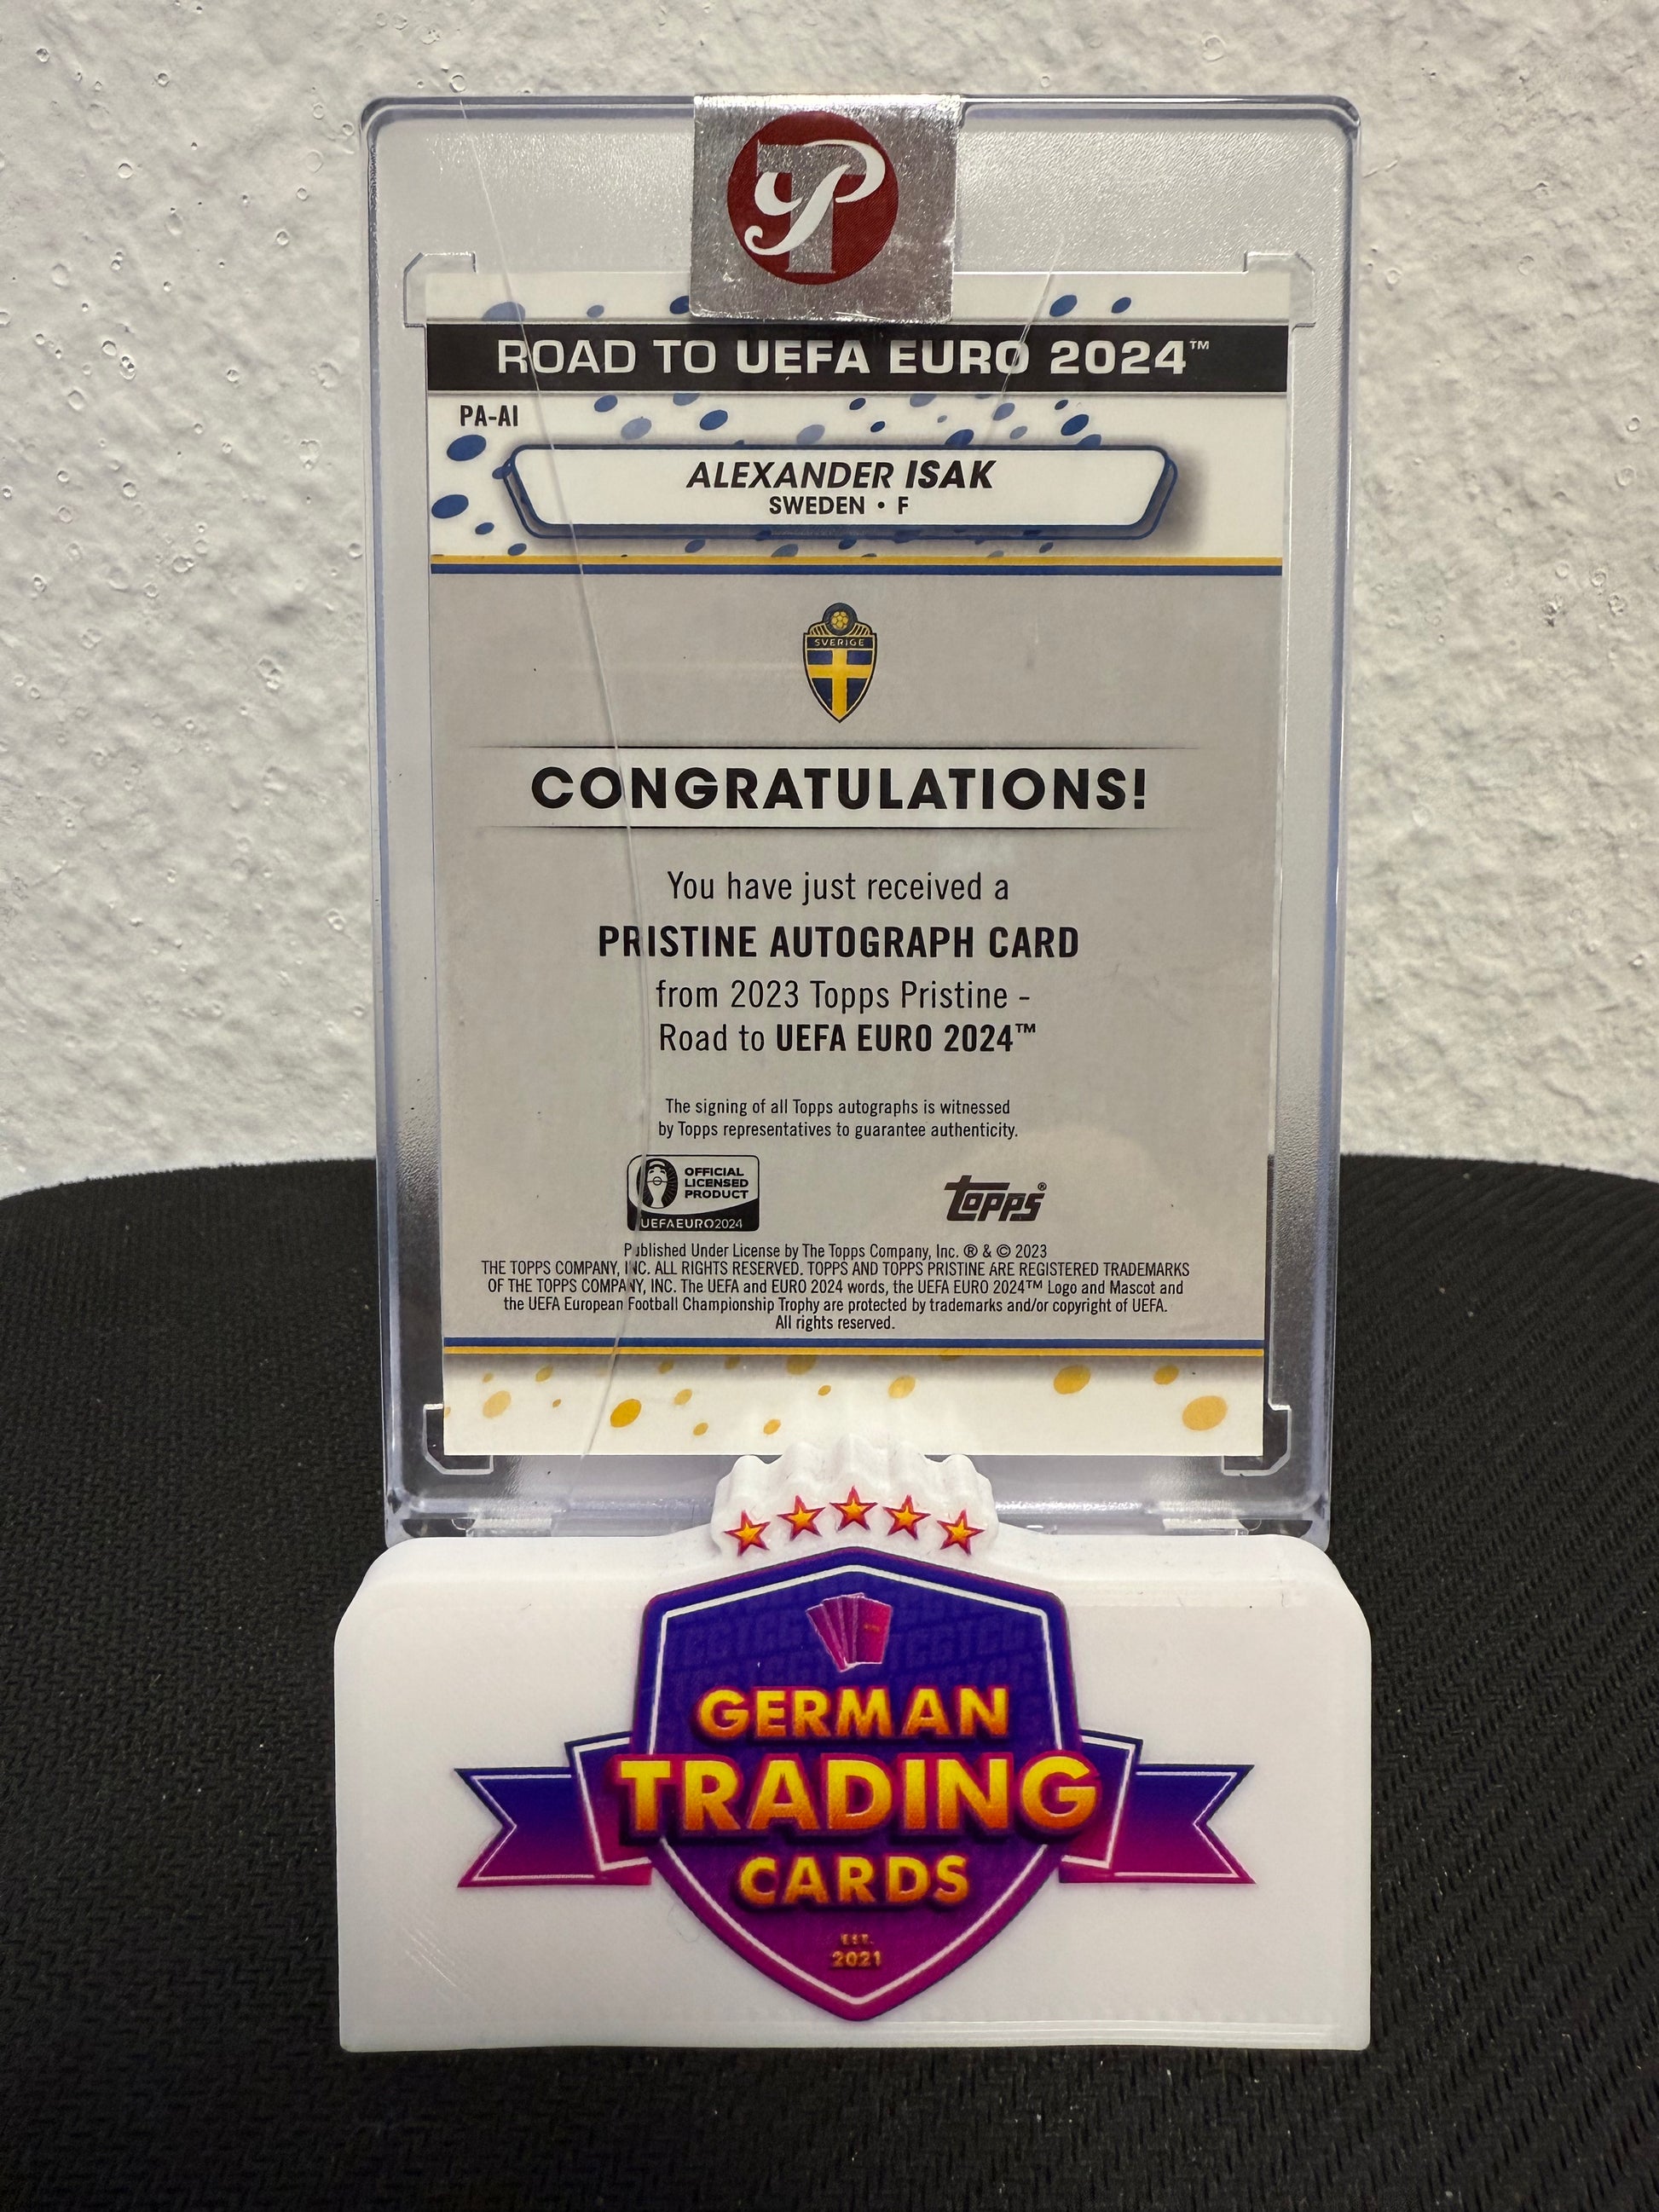 P
ROAD TO UEFA EURO 2024™
PA-AI
ALEXANDER ISAK
SWEDEN • F
SVERIGE
CONGRATULATIONS!
You have just received a
PRISTINE AUTOGRAPH CARD
from 2023 Topps Pristine -
Road to UEFA EURO 2024™
The signing of all Topps autographs is witnessed
by Topps representatives to guarantee authenticity.
OFFICIAL
LICENSED
PRODUCT
UEFAEURO2024
Topps®
Published Under License by The Topps Company, Inc. ® & © 2023
THE TOPPS COMPANY, INC. ALL RIGHTS RESERVED. TOPPS AND TOPPS PRISTINE ARE REGISTERED TRADEMARKS
OF THE TOPPS COMPANY, INC. The UEFA and EURO 2024 words, the UEFA EURO 2024™ Logo and Mascot and
the UEFA European Football Championship Trophy are protected by trademarks and/or copyright of UEFA.
All rights reserved.
GERMAN
TRADING
CARDS
EST.
2021